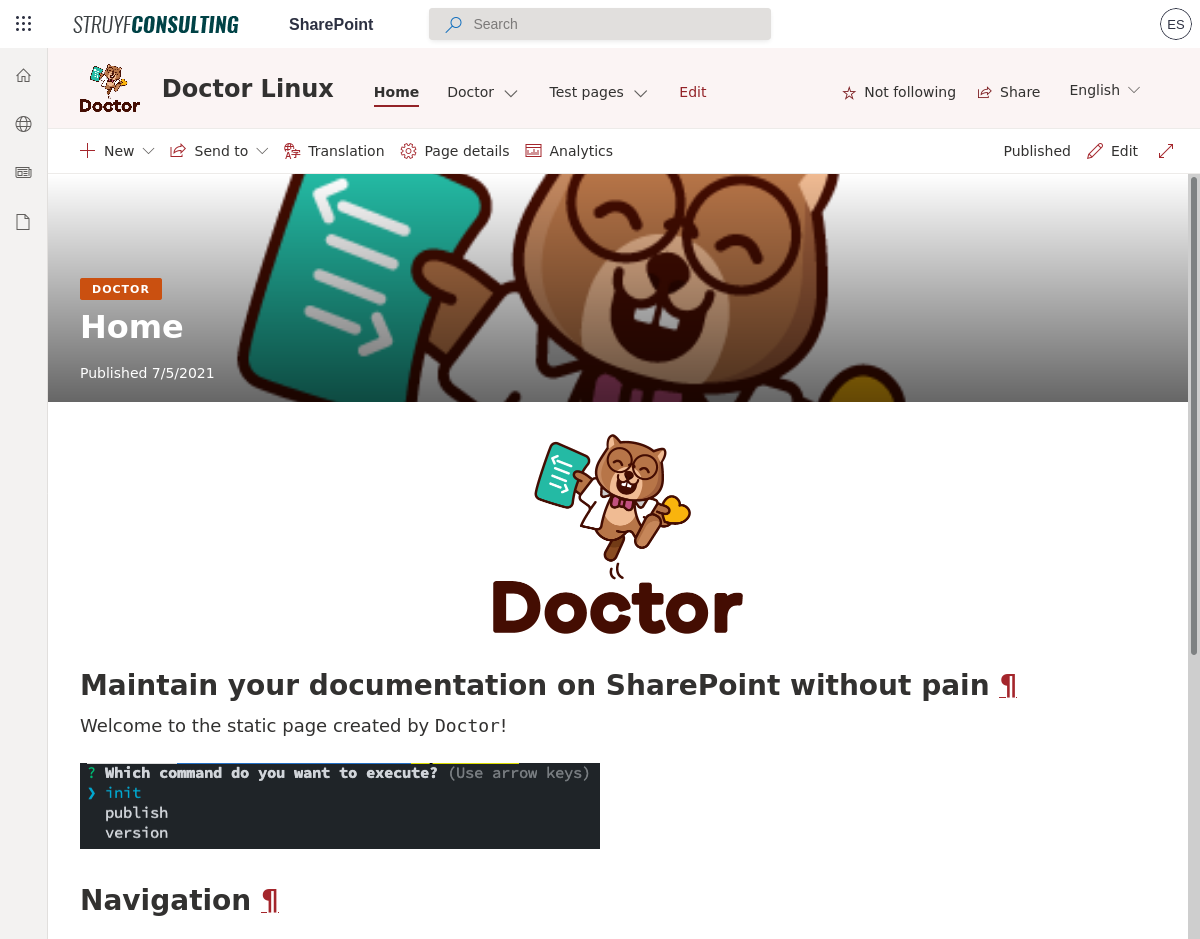 STRUYFCONSULTING SharePoint Search ES
Doctor Doctor Linux Home Doctor Test pages Edit Not following Share English
New Send to Translation Page details Analytics Published Edit
DOCTOR
Home
Published 7/5/2021
Doctor
Maintain your documentation on SharePoint without pain ¶
Welcome to the static page created by Doctor!
? Which command do you want to execute? (Use arrow keys)
❯ init
publish
version
Navigation ¶